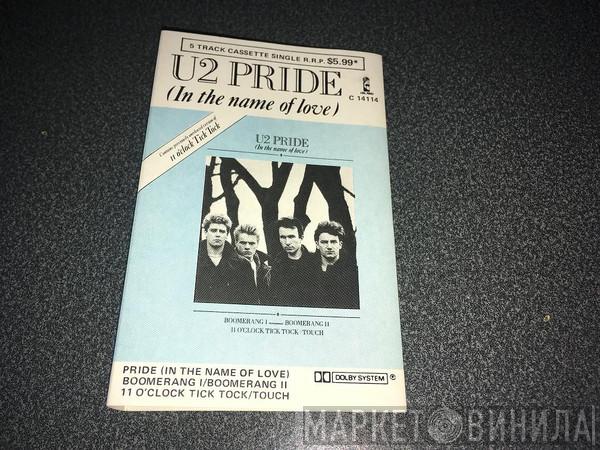 5 TRACK CASSETTE SINGLE R.R.P. $5.99*
U2 PRIDE
(In the name of love)
C 14114
11 o'clock Tick Tock
U2 PRIDE
(In the name of love)
BOOMERANG I BOOMERANG II
11 O'CLOCK TICK TOCK / TOUCH
PRIDE (IN THE NAME OF LOVE)
BOOMERANG I/BOOMERANG II
11 O'CLOCK TICK TOCK/TOUCH
DOLBY SYSTEM ℗
МАРКЕТ ВИНИЛА